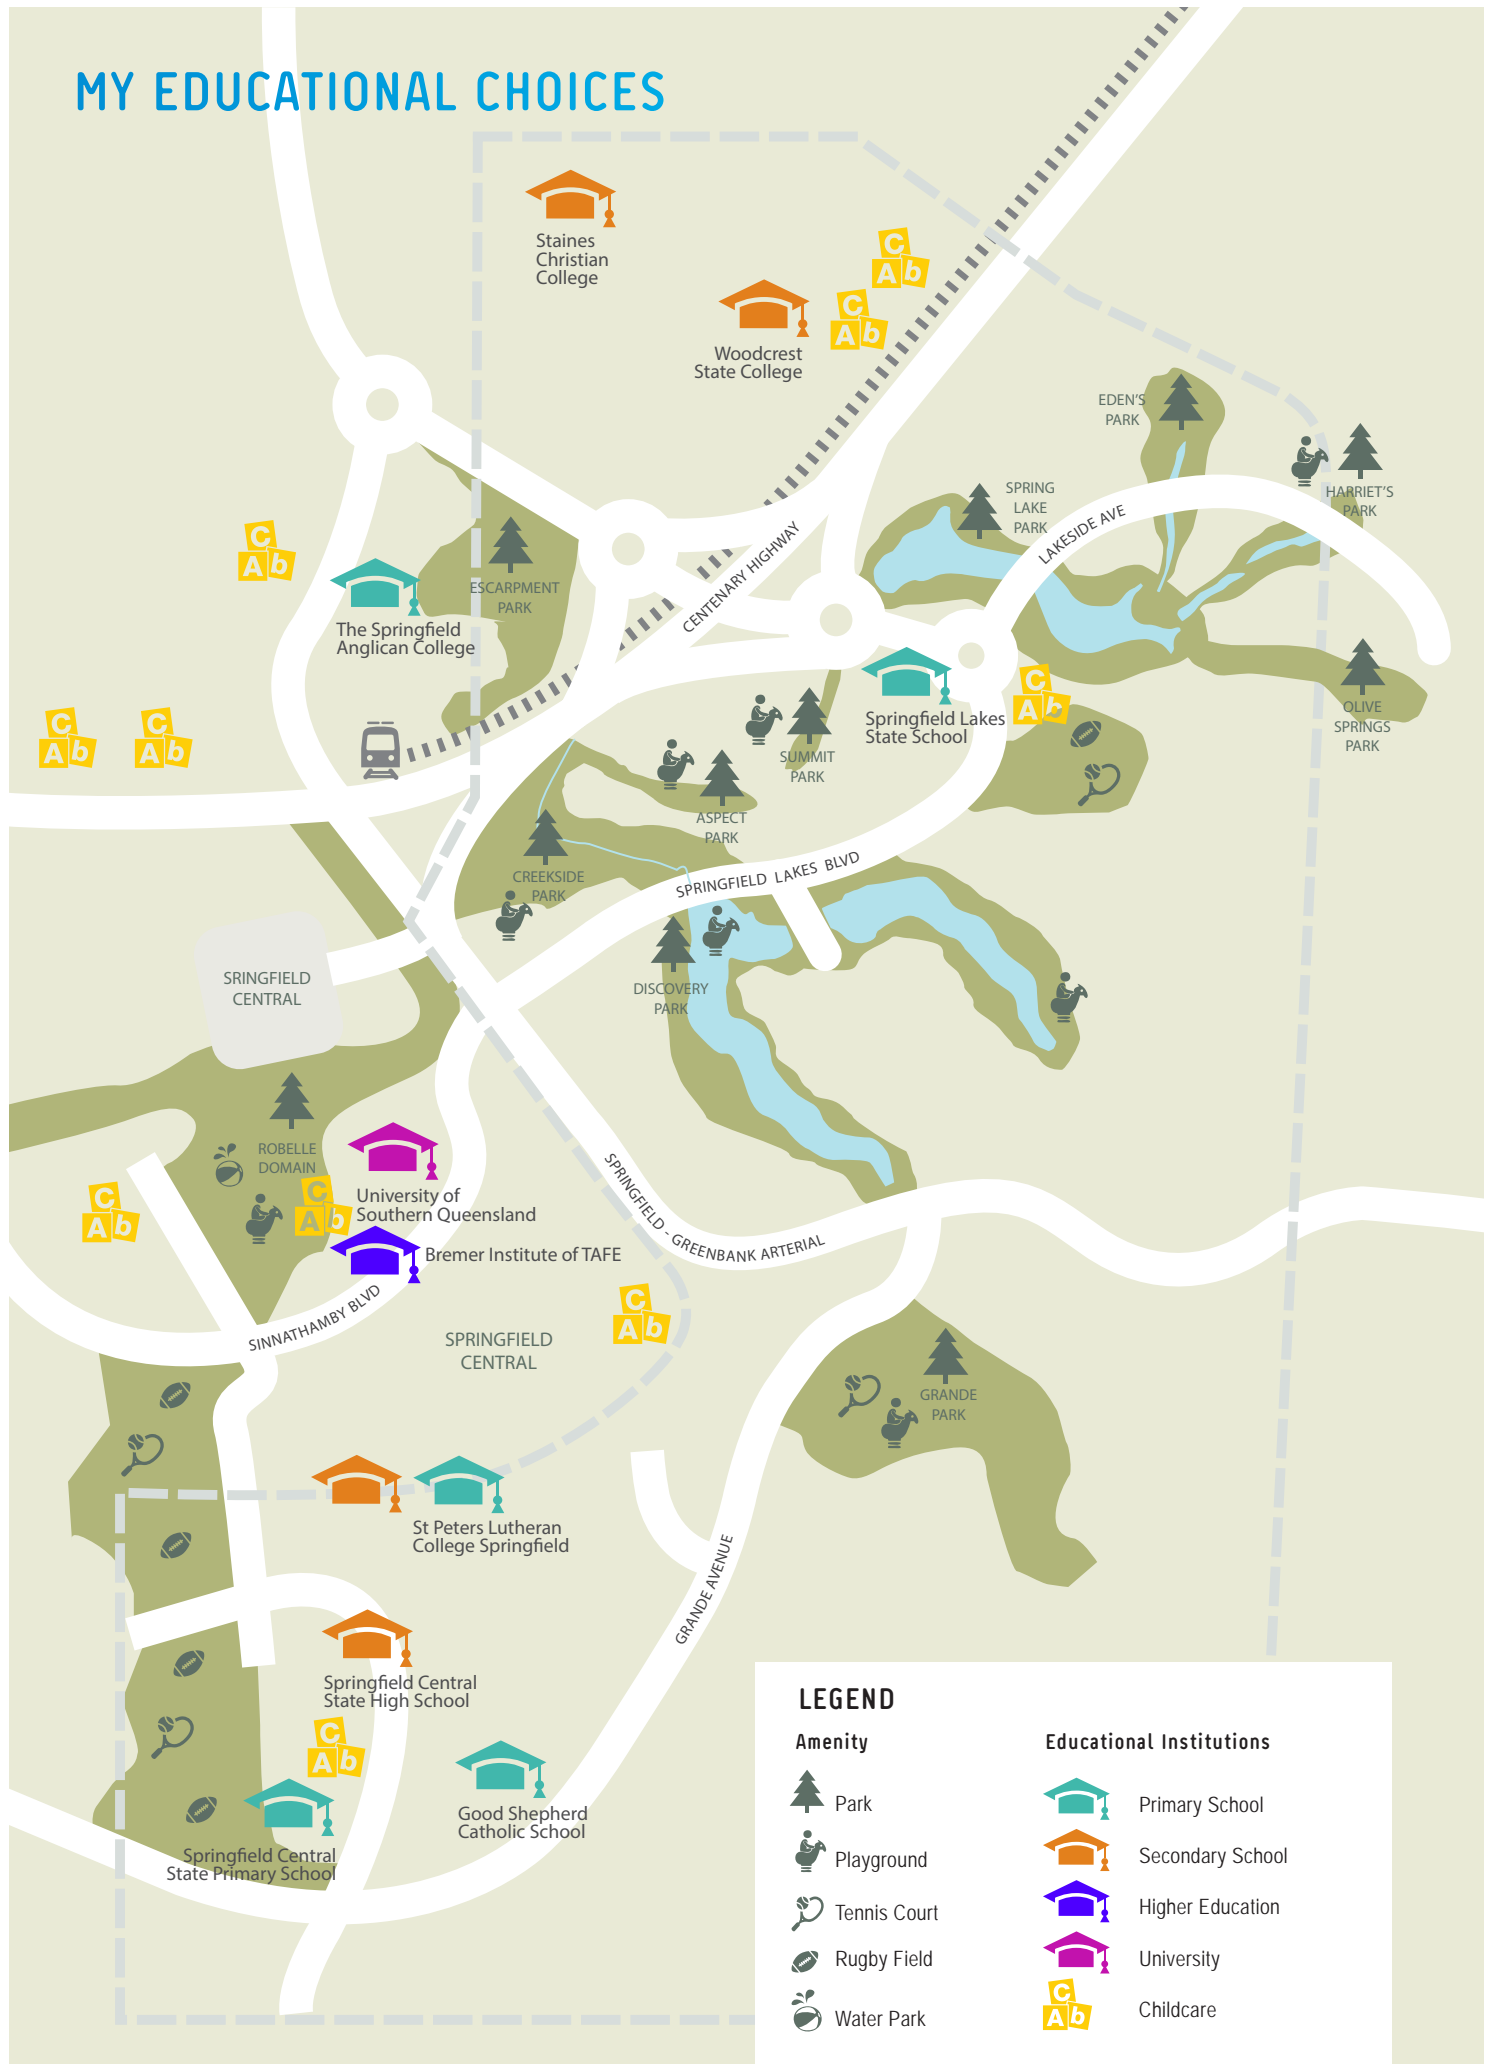 MY EDUCATIONAL CHOICES
Staines
Christian
College
Woodcrest
State College
EDEN'S
PARK
HARRIET'S
PARK
SPRING
LAKE
PARK
LAKESIDE AVE
ESCARPMENT
PARK
CENTENARY HIGHWAY
The Springfield
Anglican College
Springfield Lakes
State School
OLIVE
SPRINGS
PARK
SUMMIT
PARK
ASPECT
PARK
CREEKSIDE
PARK
SPRINGFIELD LAKES BLVD
SRINGFIELD
CENTRAL
DISCOVERY
PARK
ROBELLE
DOMAIN
University of
Southern Queensland
Bremer Institute of TAFE
SPRINGFIELD - GREENBANK ARTERIAL
SINNATHAMBY BLVD
SPRINGFIELD
CENTRAL
GRANDE
PARK
St Peters Lutheran
College Springfield
GRANDE AVENUE
Springfield Central
State High School
Good Shepherd
Catholic School
Springfield Central
State Primary School
LEGEND
Amenity
Park
Playground
Tennis Court
Rugby Field
Water Park
Educational Institutions
Primary School
Secondary School
Higher Education
University
Childcare